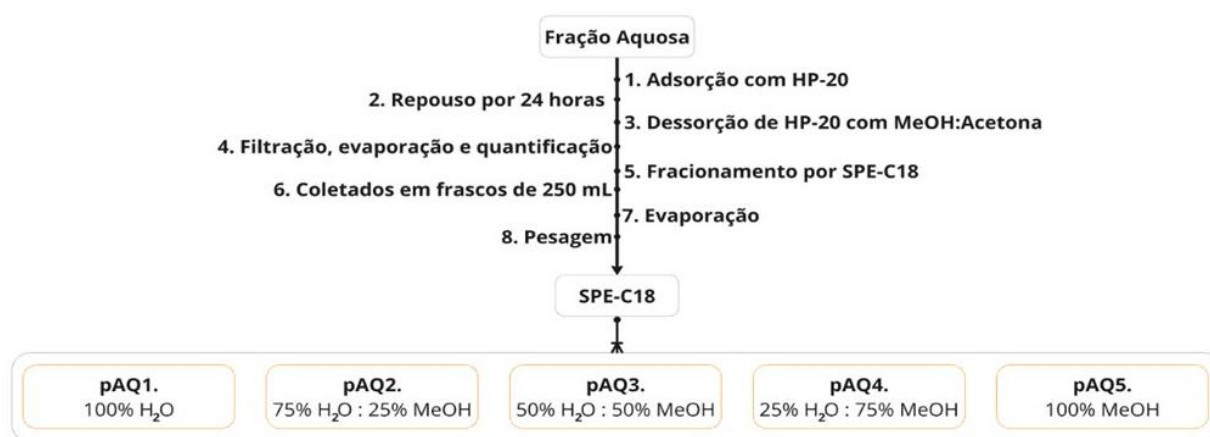 Fração Aquosa
1. Adsorção com HP-20
2. Repouso por 24 horas
3. Dessorção de HP-20 com MeOH:Acetona
4. Filtração, evaporação e quantificação
5. Fracionamento por SPE-C18
6. Coletados em frascos de 250 mL
7. Evaporação
8. Pesagem
SPE-C18
pAQ1.
100% H₂O
pAQ2.
75% H₂O : 25% MeOH
pAQ3.
50% H₂O : 50% MeOH
pAQ4.
25% H₂O : 75% MeOH
pAQ5.
100% MeOH